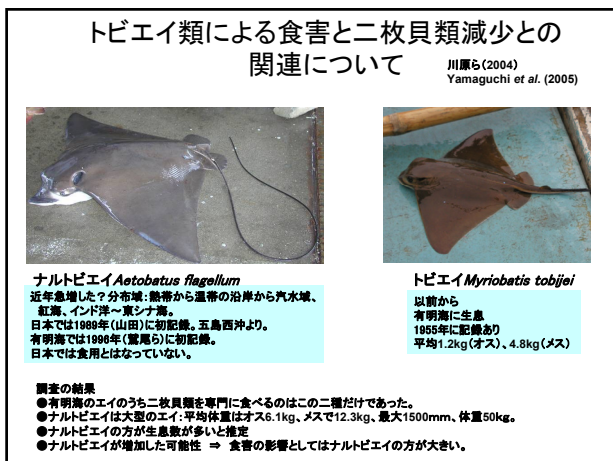 トビエイ類による食害と二枚貝類減少との
関連について
川原ら(2004)
Yamaguchi et al. (2005)
ナルトビエイAetobatus flagellum
近年急増した？分布域：熱帯から温帯の沿岸から汽水域、
紅海、インド洋～東シナ海。
日本では1989年(山田)に初記録。五島西沖より。
有明海では1996年(鷲尾ら)に初記録。
日本では食用とはなっていない。
トビエイMyriobatis tobijei
以前から
有明海に生息
1955年に記録あり
平均1.2kg(オス)、4.8kg(メス)
調査の結果
●有明海のエイのうち二枚貝類を専門に食べるのはこの二種だけであった。
●ナルトビエイは大型のエイ：平均体重はオス6.1kg、メスで12.3kg、最大1500mm、体重50kg。
●ナルトビエイの方が生息数が多いと推定
●ナルトビエイが増加した可能性 ⇒ 食害の影響としてはナルトビエイの方が大きい。